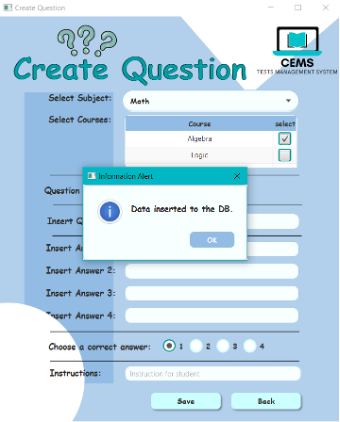 Create Question
???
Create Question
CEMS
TESTS MANAGEMENT SYSTEM
Select Subject:
Math
Select Courses:
Course
select
Algebra
Logic
Information Alert
Question
Data inserted to the DB.
OK
Insert Q
Insert An
Insert Answer 2:
Insert Answer 3:
Insert Answer 4:
Choose a correct answer:
1
2
3
4
Instructions:
Instruction for student
Save
Back